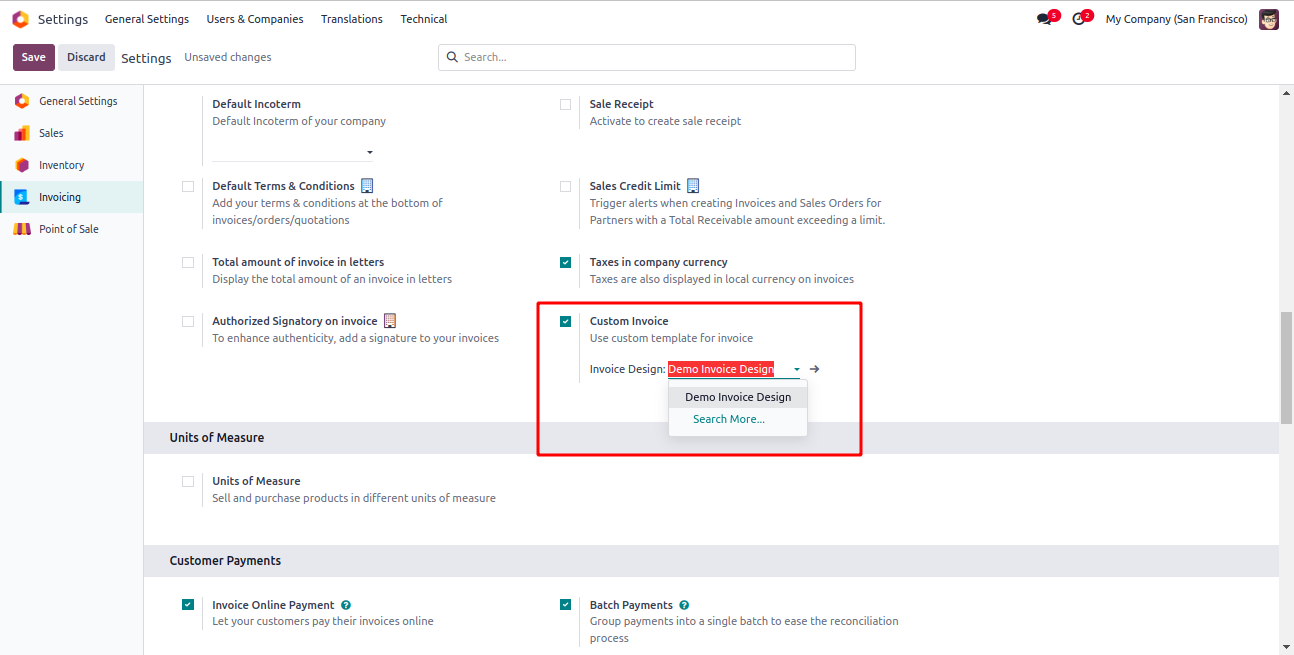 Settings General Settings Users & Companies Translations Technical 5 2 My Company (San Francisco)
Save Discard Settings Unsaved changes Search...
General Settings
Sales
Inventory
Invoicing
Point of Sale
Default Incoterm
Default Incoterm of your company
Sale Receipt
Activate to create sale receipt
Default Terms & Conditions
Add your terms & conditions at the bottom of
invoices/orders/quotations
Sales Credit Limit
Trigger alerts when creating Invoices and Sales Orders for
Partners with a Total Receivable amount exceeding a limit.
Total amount of invoice in letters
Display the total amount of an invoice in letters
Taxes in company currency
Taxes are also displayed in local currency on invoices
Authorized Signatory on invoice
To enhance authenticity, add a signature to your invoices
Custom Invoice
Use custom template for invoice
Invoice Design: Demo Invoice Design
Demo Invoice Design
Search More...
Units of Measure
Units of Measure
Sell and purchase products in different units of measure
Customer Payments
Invoice Online Payment ?
Let your customers pay their invoices online
Batch Payments ?
Group payments into a single batch to ease the reconciliation
process